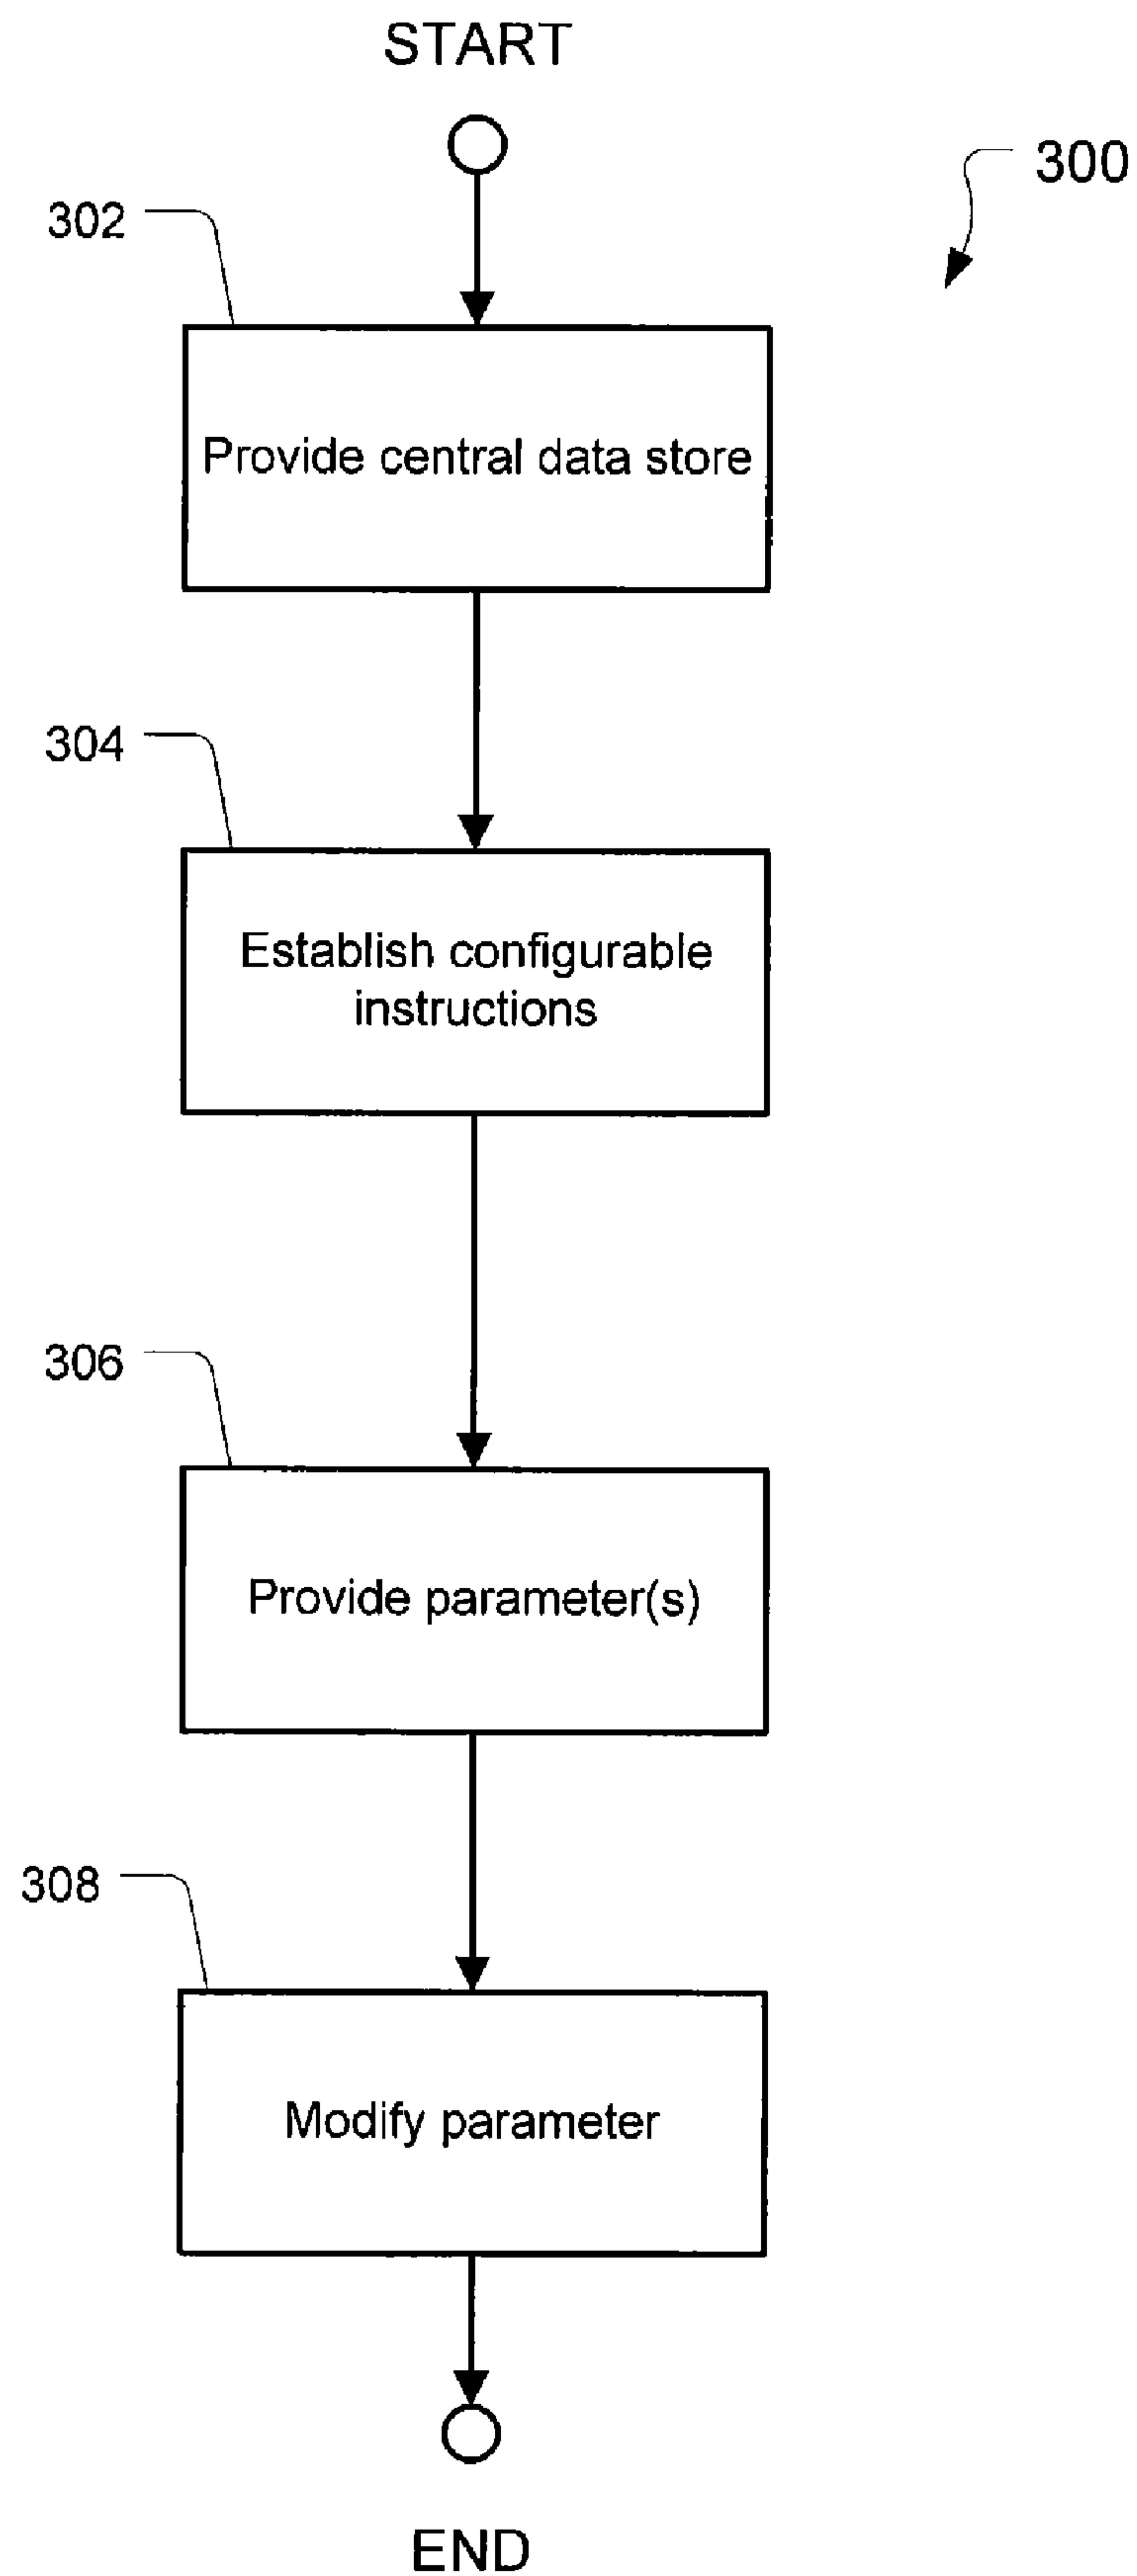 START
300
302
Provide central data store
304
Establish configurable
instructions
306
Provide parameter(s)
308
Modify parameter
END